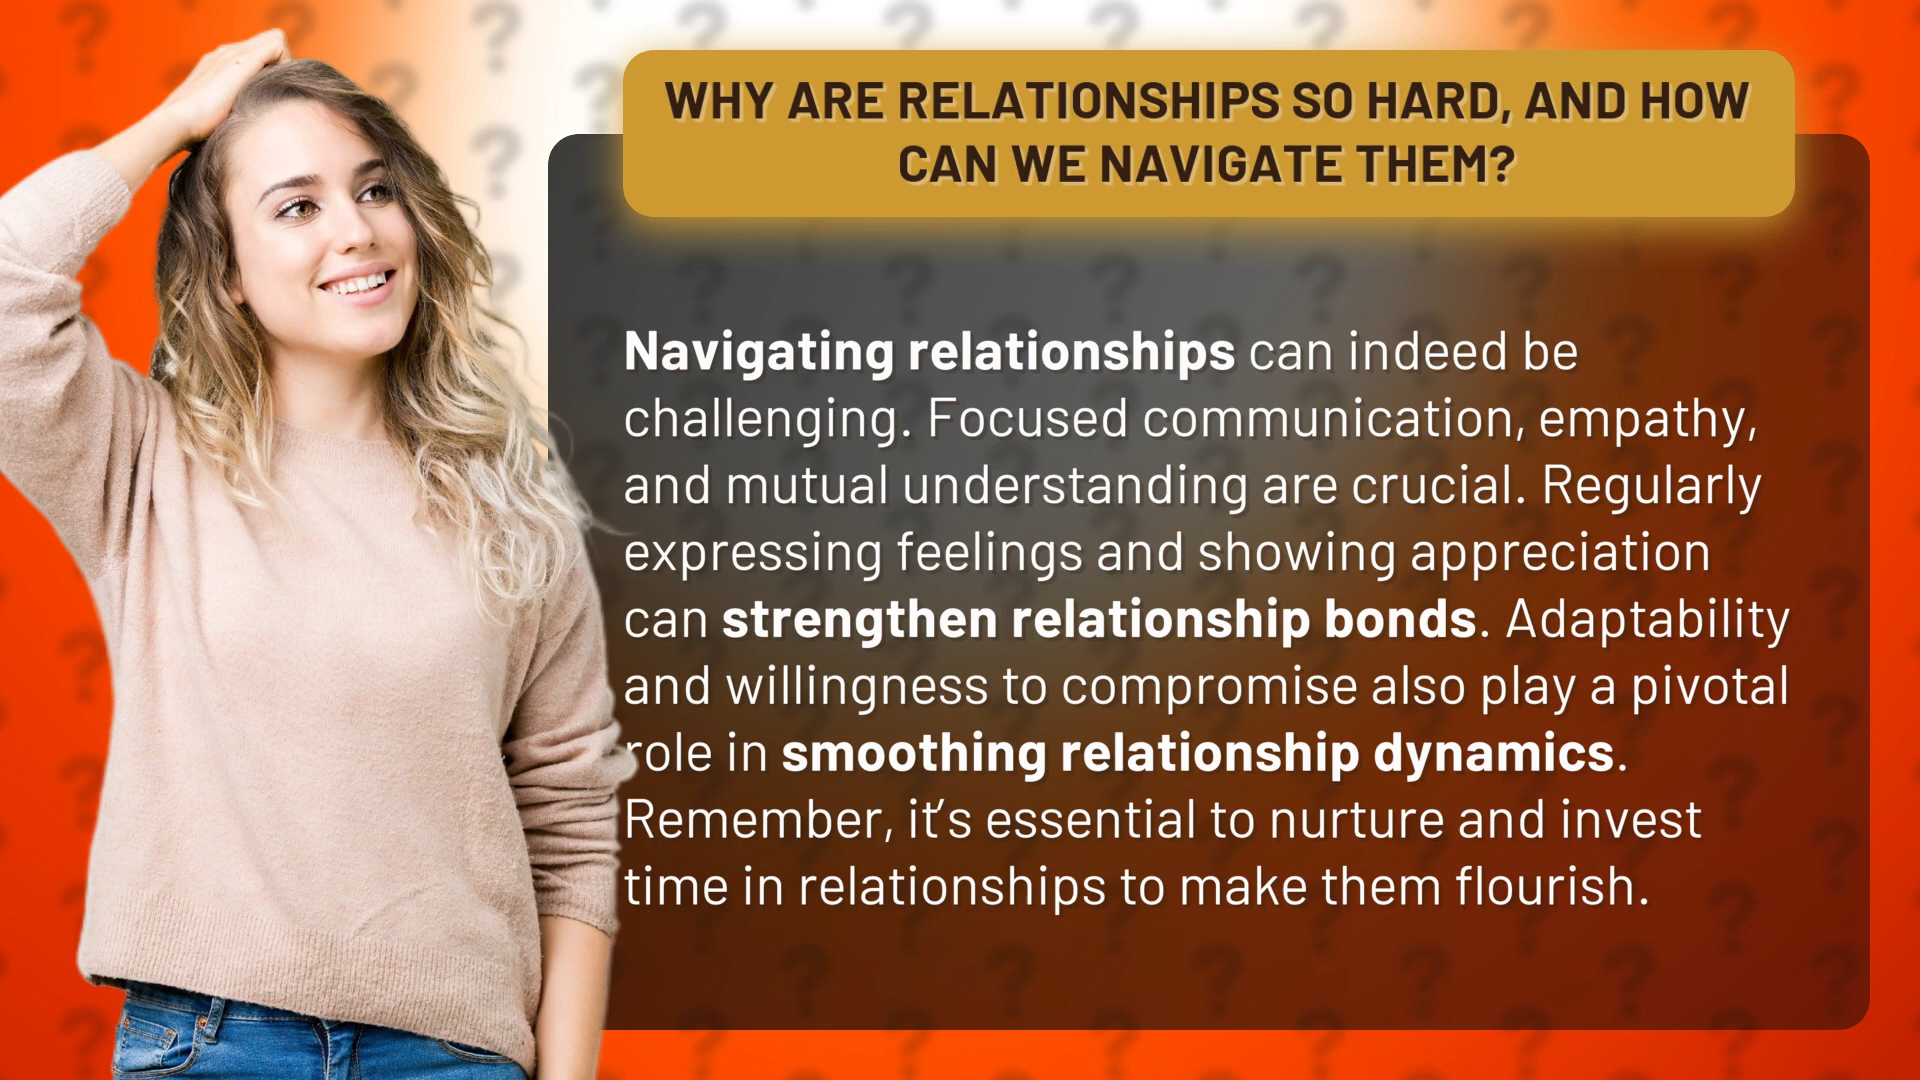 WHY ARE RELATIONSHIPS SO HARD, AND HOW
CAN WE NAVIGATE THEM?
Navigating relationships can indeed be
challenging. Focused communication, empathy,
and mutual understanding are crucial. Regularly
expressing feelings and showing appreciation
can strengthen relationship bonds. Adaptability
and willingness to compromise also play a pivotal
role in smoothing relationship dynamics.
Remember, it’s essential to nurture and invest
time in relationships to make them flourish.